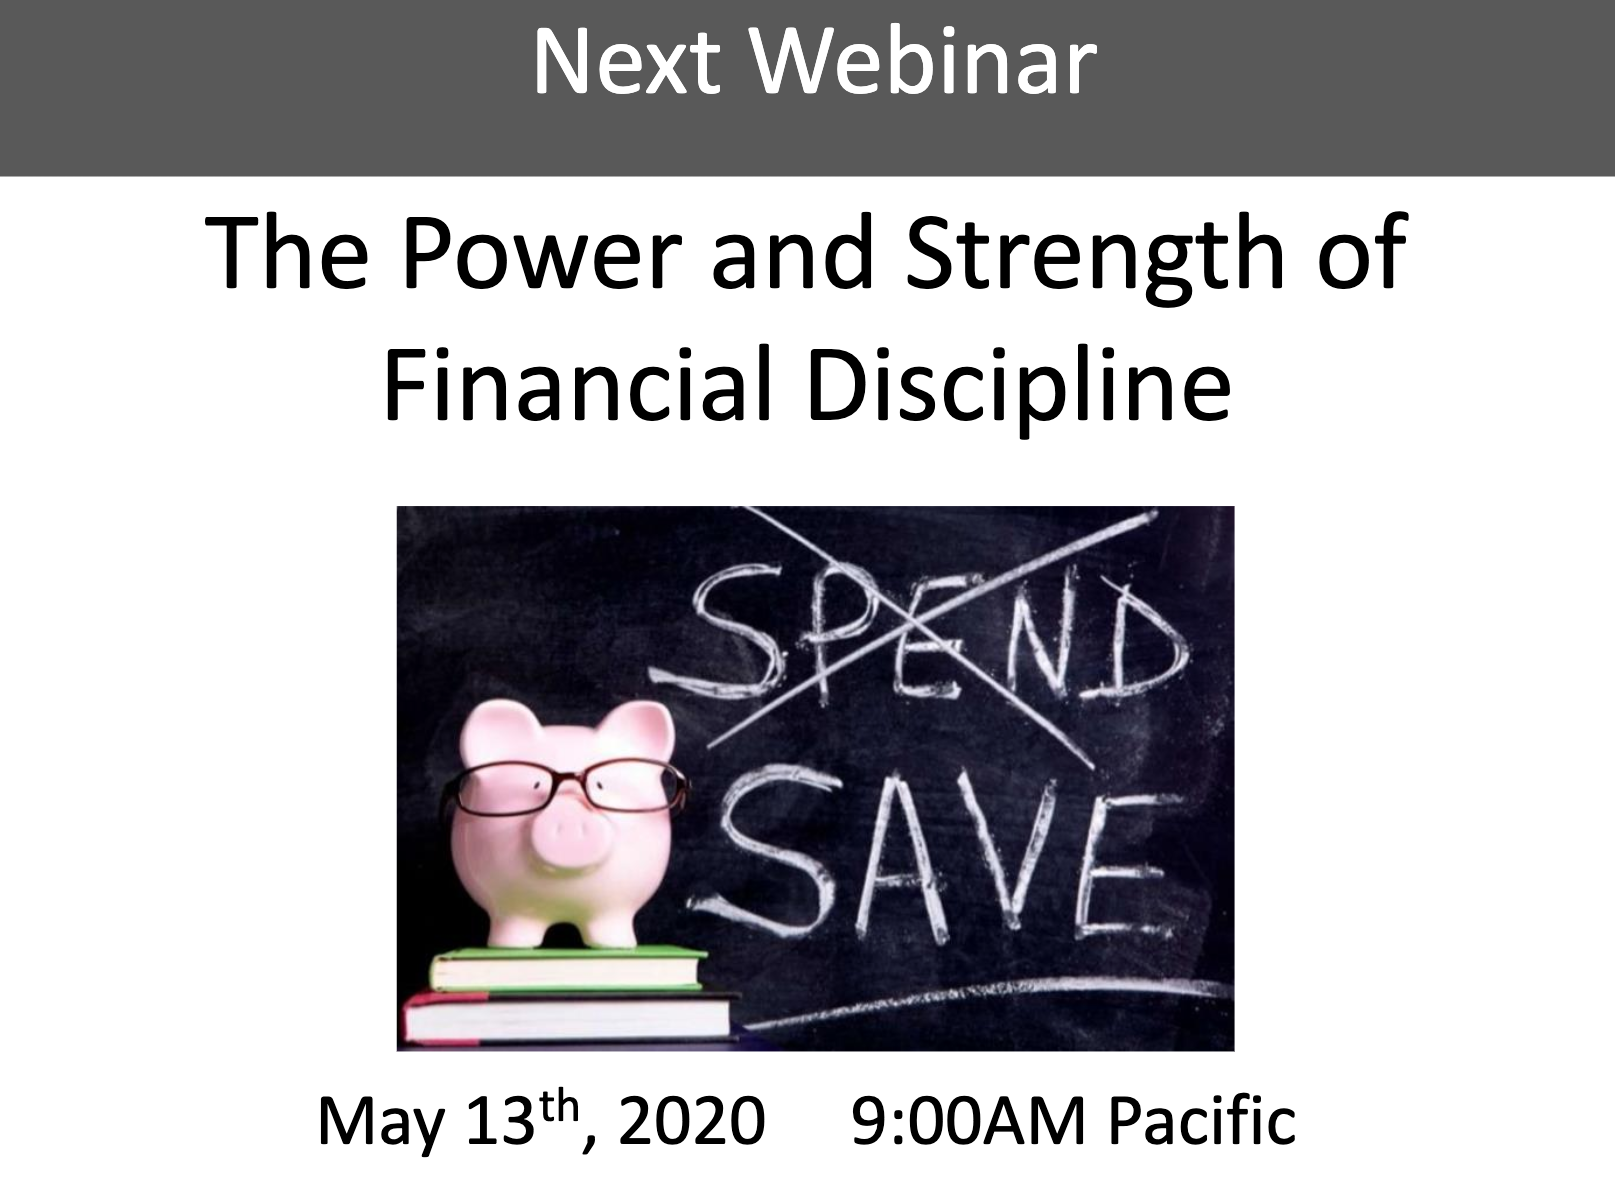 Next Webinar
The Power and Strength of
Financial Discipline
SPEND
SAVE
May 13th, 2020 9:00AM Pacific